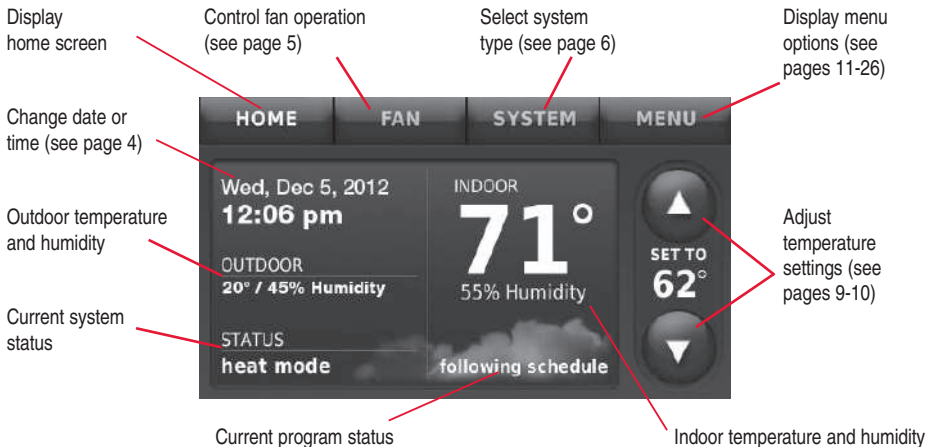 Display
home screen
Control fan operation
(see page 5)
Select system
type (see page 6)
Display menu
options (see
pages 11-26)
HOME
FAN
SYSTEM
MENU
Change date or
time (see page 4)
Wed, Dec 5, 2012
12:06 pm
INDOOR
71°
55% Humidity
Outdoor temperature
and humidity
OUTDOOR
20° / 45% Humidity
SET TO
62°
Adjust
temperature
settings (see
pages 9-10)
Current system
status
STATUS
heat mode
following schedule
Current program status
Indoor temperature and humidity